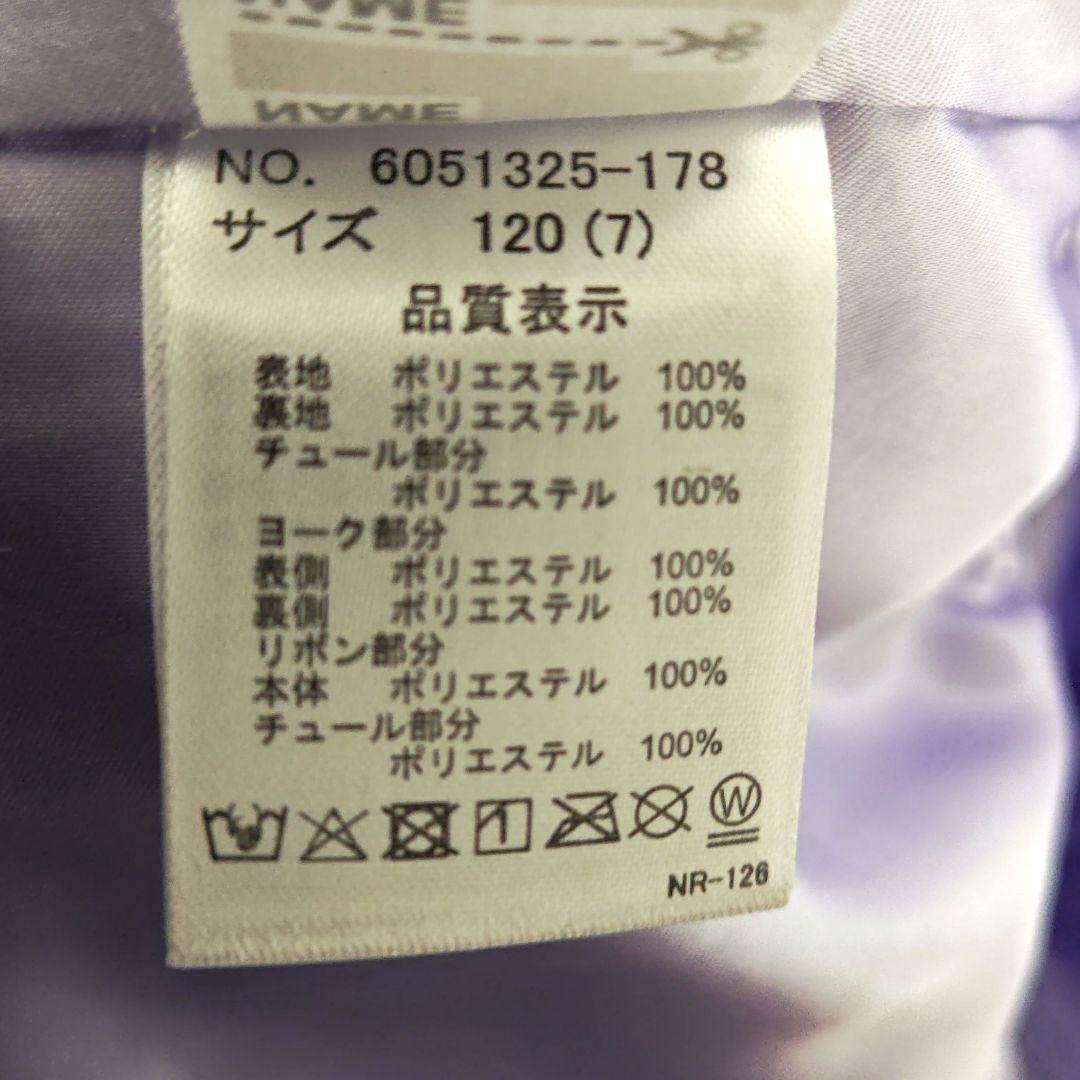 NAME
NAME
NO. 6051325-178
サイズ 120 (7)
品質表示
表地 ポリエステル 100%
裏地 ポリエステル 100%
チュール部分
ポリエステル 100%
ヨーク部分
表側 ポリエステル 100%
裏側 ポリエステル 100%
リボン部分
本体 ポリエステル 100%
チュール部分
ポリエステル 100%
1 W
NR-126